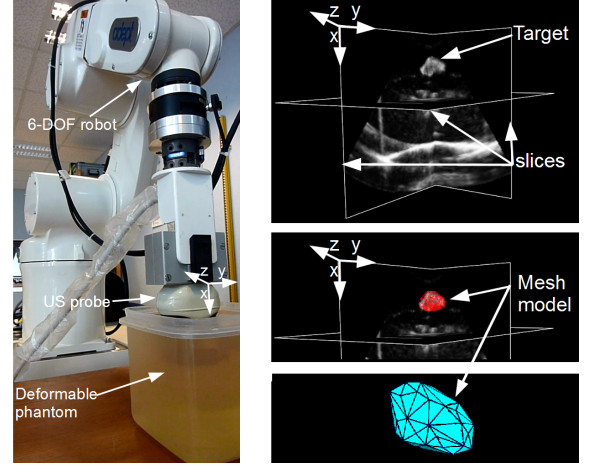 6-DOF robot
z
y
x
US probe
Deformable
phantom
z
y
x
Target
slices
z
y
x
Mesh
model